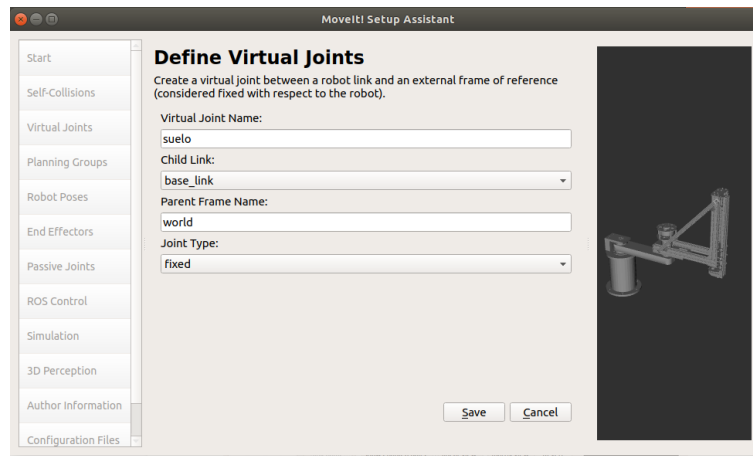 MoveIt! Setup Assistant
Start
Self-Collisions
Virtual Joints
Planning Groups
Robot Poses
End Effectors
Passive Joints
ROS Control
Simulation
3D Perception
Author Information
Configuration Files
Define Virtual Joints
Create a virtual joint between a robot link and an external frame of reference
(considered fixed with respect to the robot).
Virtual Joint Name:
suelo
Child Link:
base_link
Parent Frame Name:
world
Joint Type:
fixed
Save Cancel